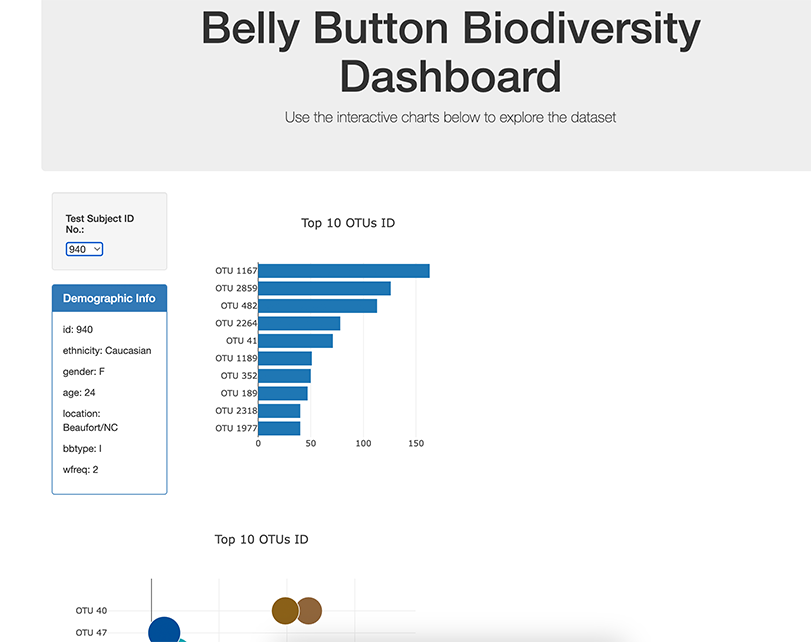 Belly Button Biodiversity
Dashboard
Use the interactive charts below to explore the dataset
Test Subject ID
No.:
940
Demographic Info
id: 940
ethnicity: Caucasian
gender: F
age: 24
location:
Beaufort/NC
bbtype: I
wfreq: 2
Top 10 OTUs ID
OTU 1167
OTU 2859
OTU 482
OTU 2264
OTU 41
OTU 1189
OTU 352
OTU 189
OTU 2318
OTU 1977
0 50 100 150
Top 10 OTUs ID
OTU 40
OTU 47